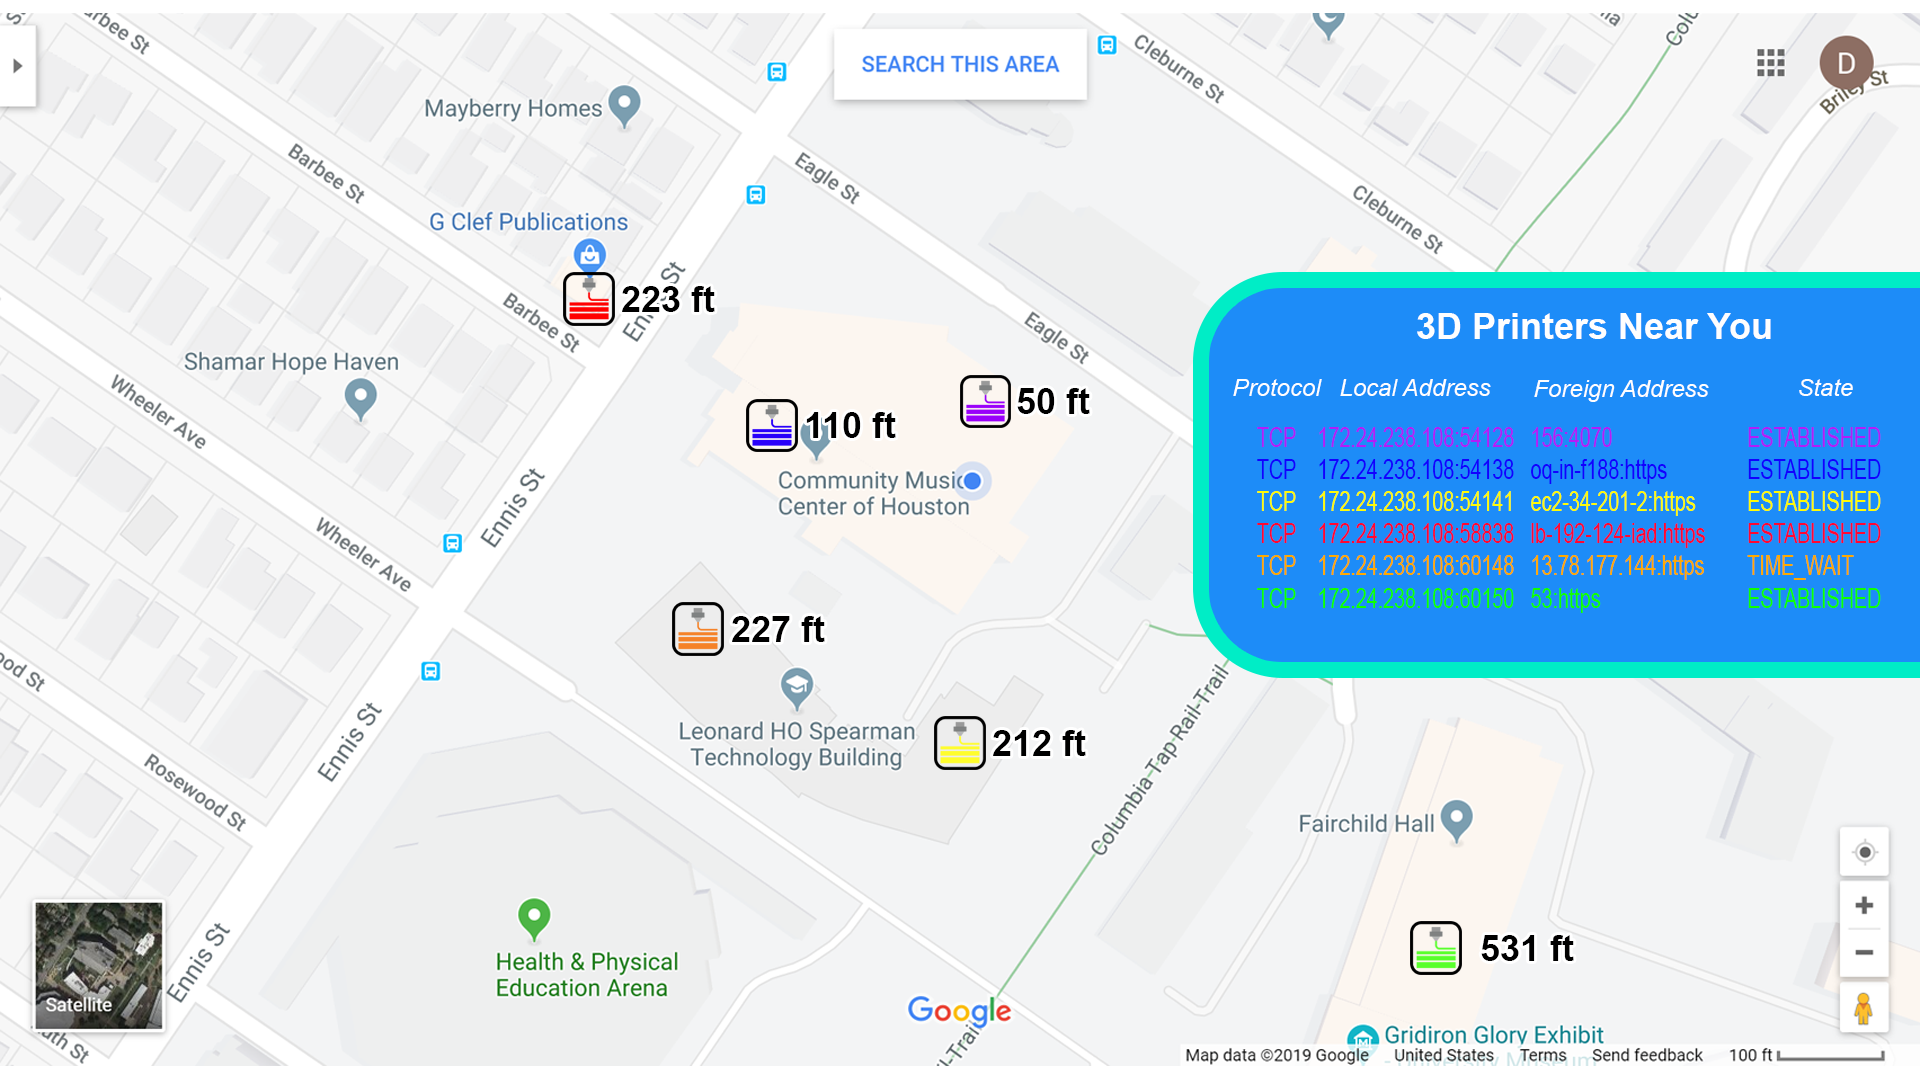 Barbee St
SEARCH THIS AREA
Cleburne St
D
Briley St
Mayberry Homes
Barbee St
Eagle St
Cleburne St
G Clef Publications
Ennis St
223 ft
Barbee St
Eagle St
Shamar Hope Haven
Wheeler Ave
50 ft
110 ft
Community Music
Center of Houston
Ennis St
Wheeler Ave
3D Printers Near You
Protocol Local Address Foreign Address State
TCP 172.24.238.108:54128 156:4070 ESTABLISHED
TCP 172.24.238.108:54138 oq-in-f188:https ESTABLISHED
TCP 172.24.238.108:54141 ec2-34-201-2:https ESTABLISHED
TCP 172.24.238.108:58838 lb-192-124-iad:https ESTABLISHED
TCP 172.24.238.108:60148 13.78.177.144:https TIME_WAIT
TCP 172.24.238.108:60150 53:https ESTABLISHED
227 ft
ood St
Leonard HO Spearman
Technology Building
212 ft
Columbia-Tap-Rail-Trail
Ennis St
Rosewood St
Fairchild Hall
Health & Physical
Education Arena
531 ft
Ennis St
Satellite
Google
Gridiron Glory Exhibit
Map data ©2019 Google United States Terms Send feedback 100 ft